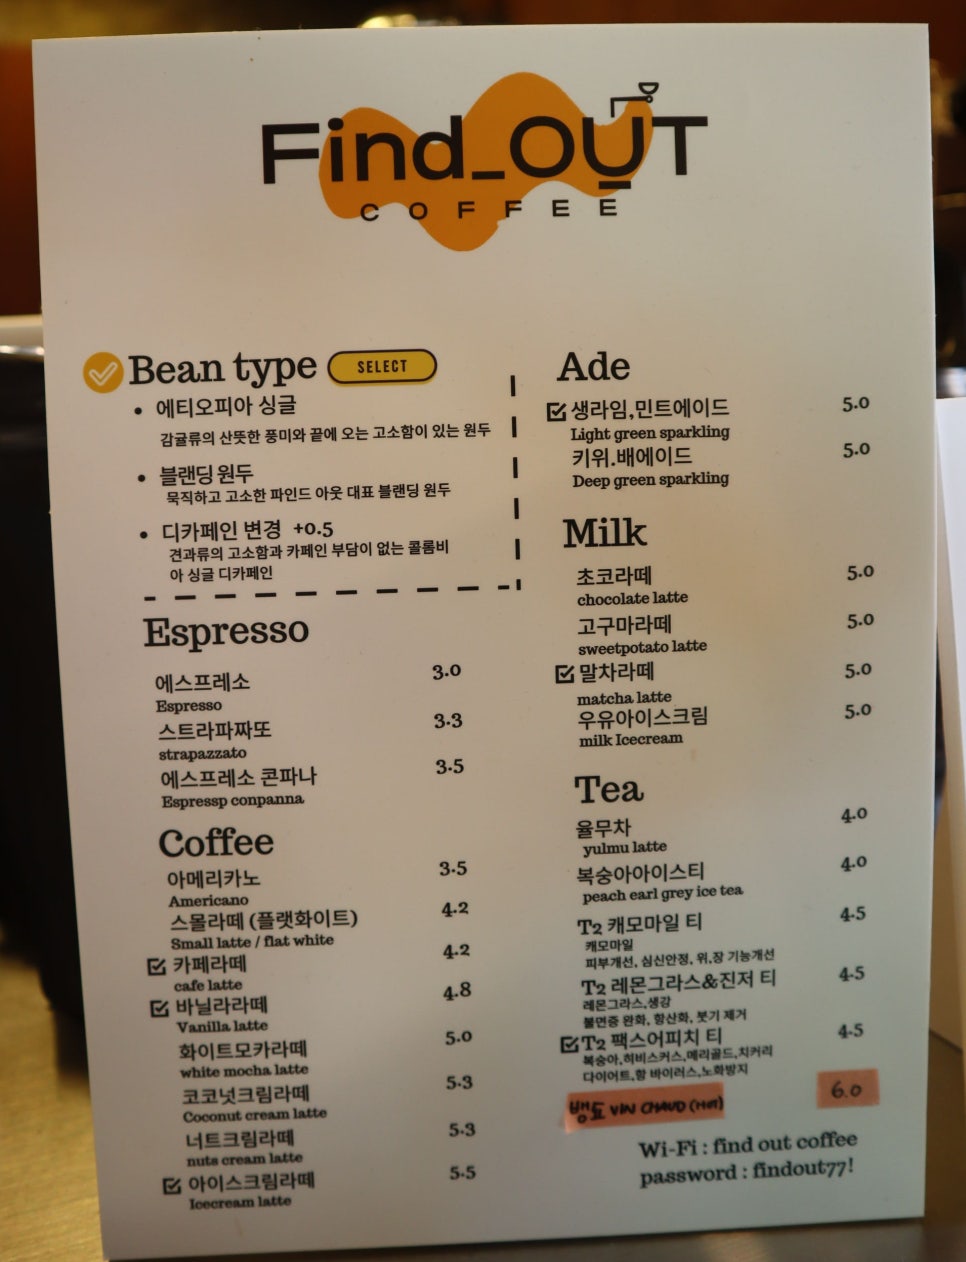 Find_OUT
COFFEE
Bean type SELECT
• 에티오피아 싱글
감귤류의 산뜻한 풍미와 끝에 오는 고소함이 있는 원두
• 블랜딩 원두
묵직하고 고소한 파인드 아웃 대표 블랜딩 원두
• 디카페인 변경 +0.5
견과류의 고소함과 카페인 부담이 없는 콜롬비
아 싱글 디카페인
Espresso
에스프레소 3.0
Espresso
스트라파짜또 3.3
strapazzato
에스프레소 콘파나 3.5
Espressp conpanna
Coffee
아메리카노 3.5
Americano
스몰라떼 (플랫화이트) 4.2
Small latte / flat white
카페라떼 4.2
cafe latte
바닐라라떼 4.8
Vanilla latte
화이트모카라떼 5.0
white mocha latte
코코넛크림라떼 5.3
Coconut cream latte
너트크림라떼 5.3
nuts cream latte
아이스크림라떼 5.5
Icecream latte
Ade
생라임,민트에이드 5.0
Light green sparkling
키위.배에이드 5.0
Deep green sparkling
Milk
초코라떼 5.0
chocolate latte
고구마라떼 5.0
sweetpotato latte
말차라떼 5.0
matcha latte
우유아이스크림 5.0
milk Icecream
Tea
율무차 4.0
yulmu latte
복숭아아이스티 4.0
peach earl grey ice tea
T2 캐모마일 티 4.5
캐모마일
피부개선, 심신안정, 위,장 기능개선
T2 레몬그라스&진저 티 4.5
레몬그라스,생강
불면증 완화, 항산화, 붓기 제거
T2 팩스어피치 티 4.5
복숭아,히비스커스,메리골드,치커리
다이어트,항 바이러스,노화방지
뱅쇼 VIN CHAUD (HOT) 6.0
Wi-Fi : find out coffee
password : findout77!